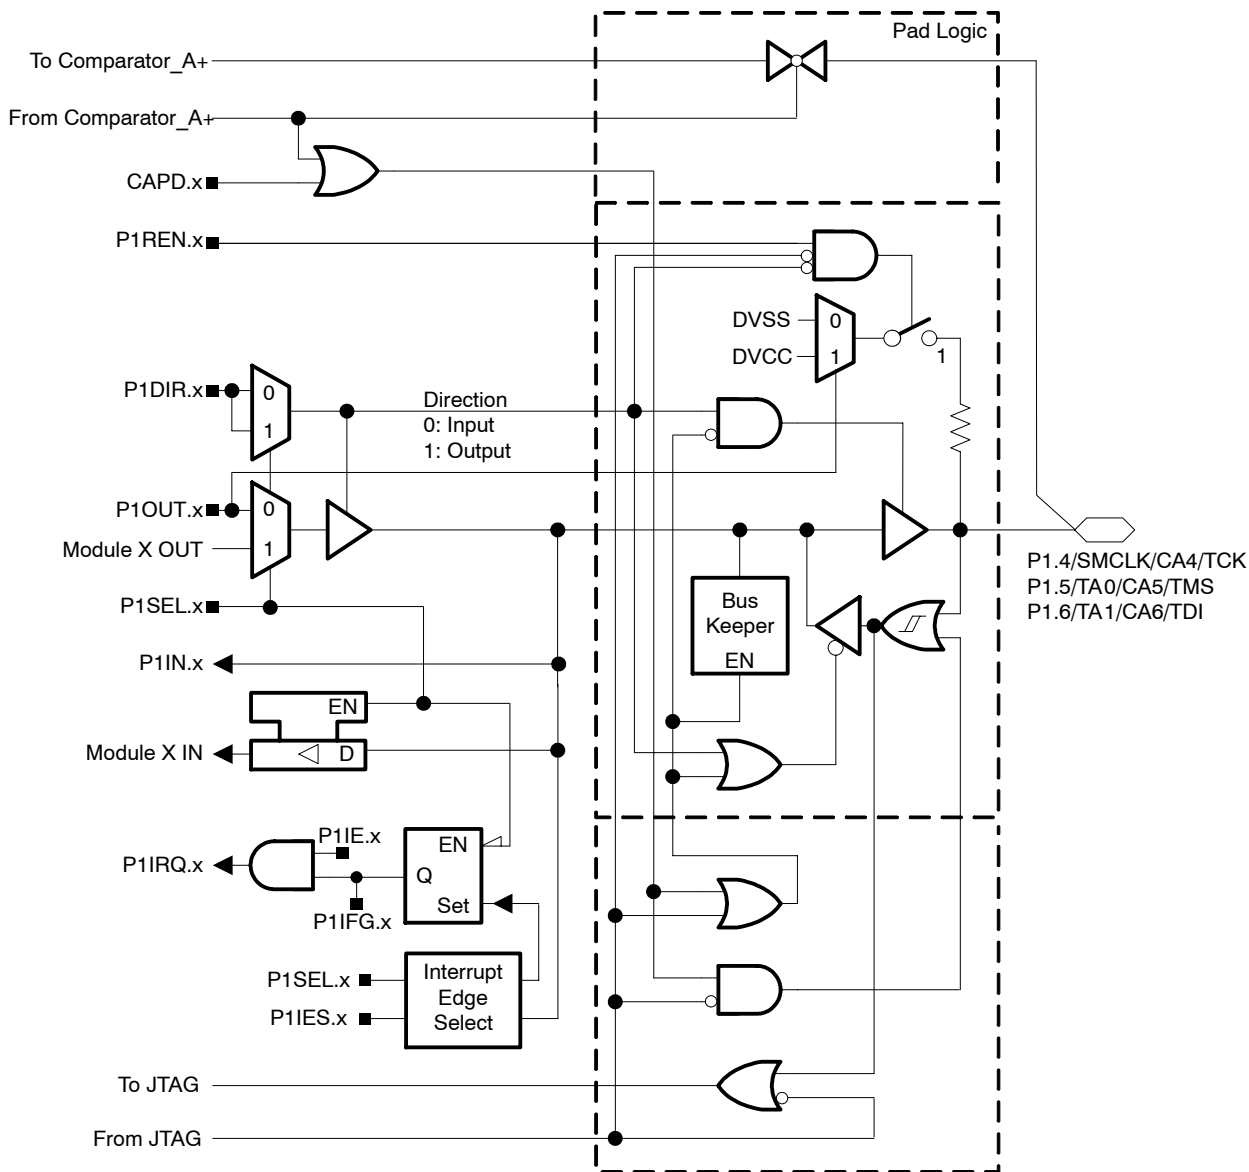 Pad Logic
To Comparator_A+
From Comparator_A+
CAPD.x
P1REN.x
DVSS
0
DVCC
1
1
P1DIR.x
0
1
Direction
0: Input
1: Output
P1OUT.x
0
Module X OUT
1
P1.4/SMCLK/CA4/TCK
P1.5/TA0/CA5/TMS
P1.6/TA1/CA6/TDI
P1SEL.x
Bus
Keeper
EN
P1IN.x
EN
Module X IN
D
P1IE.x
P1IRQ.x
EN
Q
Set
P1IFG.x
P1SEL.x
P1IES.x
Interrupt
Edge
Select
To JTAG
From JTAG